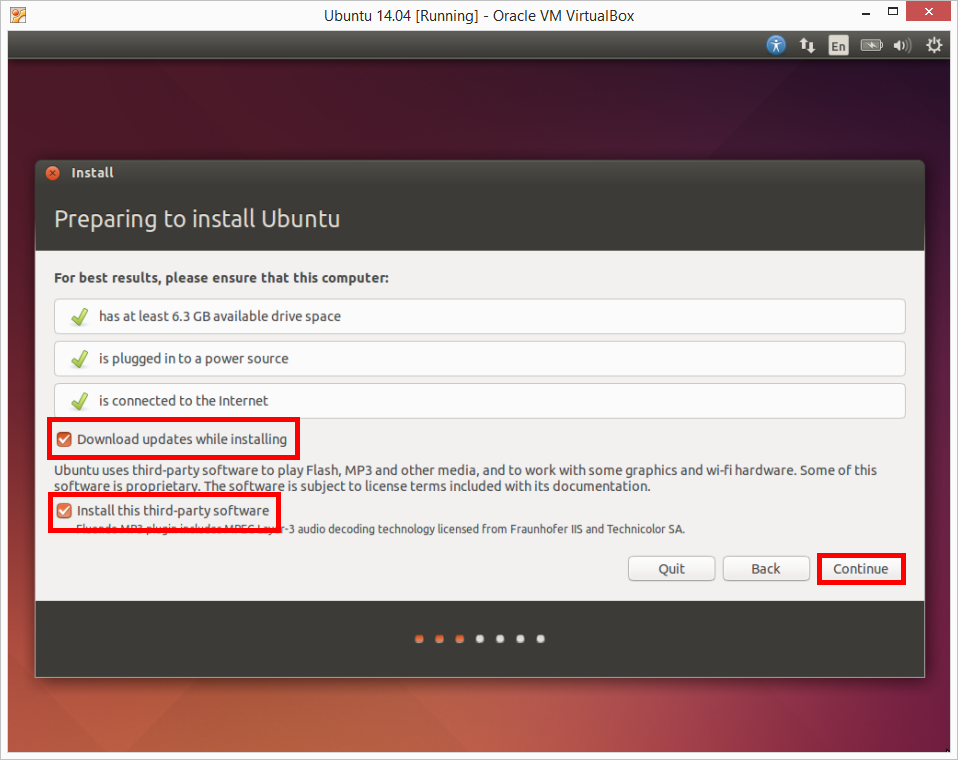 Ubuntu 14.04 [Running] - Oracle VM VirtualBox
En
Install
Preparing to install Ubuntu
For best results, please ensure that this computer:
has at least 6.3 GB available drive space
is plugged in to a power source
is connected to the Internet
Download updates while installing
Ubuntu uses third-party software to play Flash, MP3 and other media, and to work with some graphics and wi-fi hardware. Some of this
software is proprietary. The software is subject to license terms included with its documentation.
Install this third-party software
Fluendo MP3 plugin includes MPEG Layer-3 audio decoding technology licensed from Fraunhofer IIS and Technicolor SA.
Quit
Back
Continue